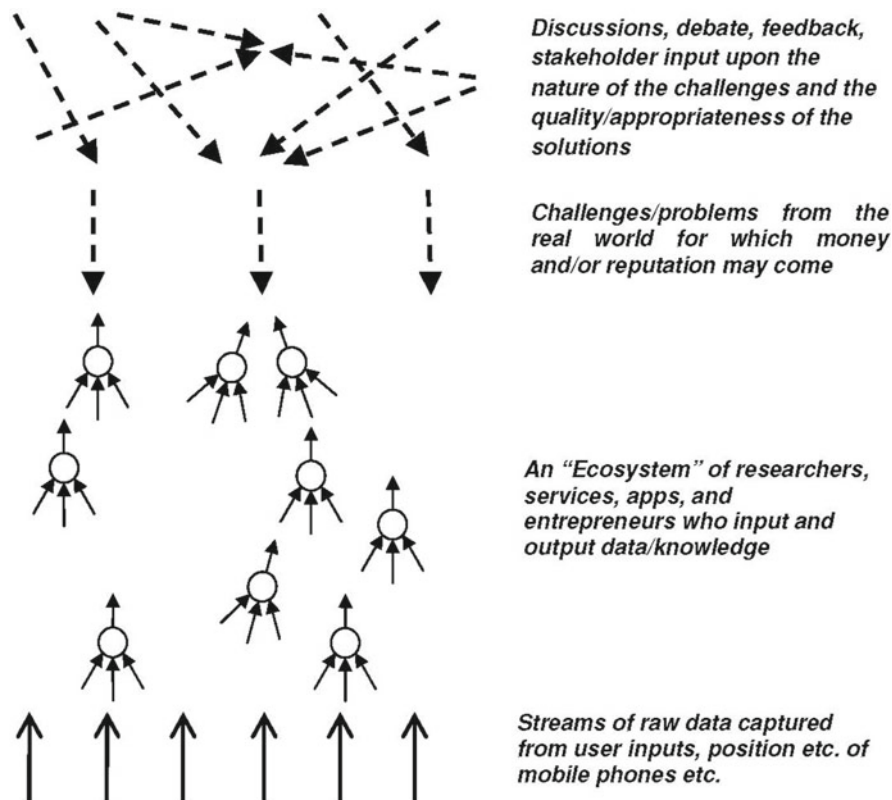 Discussions, debate, feedback,
stakeholder input upon the
nature of the challenges and the
quality/appropriateness of the
solutions
Challenges/problems from the
real world for which money
and/or reputation may come
An “Ecosystem” of researchers,
services, apps, and
entrepreneurs who input and
output data/knowledge
Streams of raw data captured
from user inputs, position etc. of
mobile phones etc.